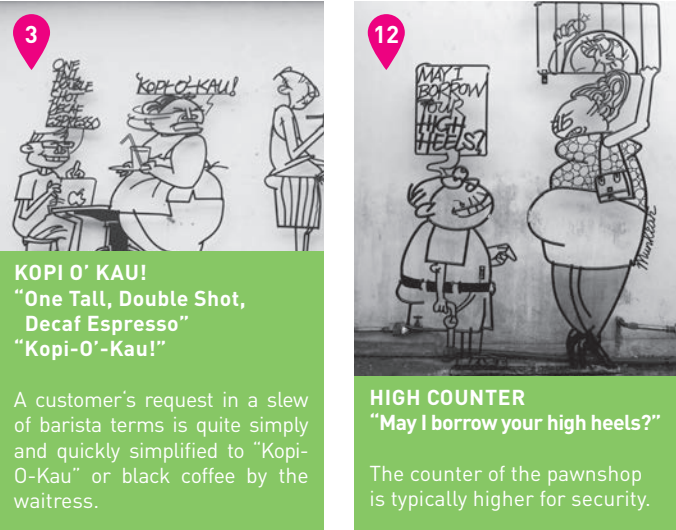 3
ONE
TALL
DOUBLE
SHOT
DECAF
ESPRESSO
'KOPI-O'-KAU!
KOPI O' KAU!
“One Tall, Double Shot,
Decaf Espresso”
“Kopi-O'-Kau!”
A customer's request in a slew
of barista terms is quite simply
and quickly simplified to “Kopi-
O-Kau” or black coffee by the
waitress.
12
MAY I
BORROW
YOUR
HIGH
HEELS?
Munkao
HIGH COUNTER
“May I borrow your high heels?”
The counter of the pawnshop
is typically higher for security.